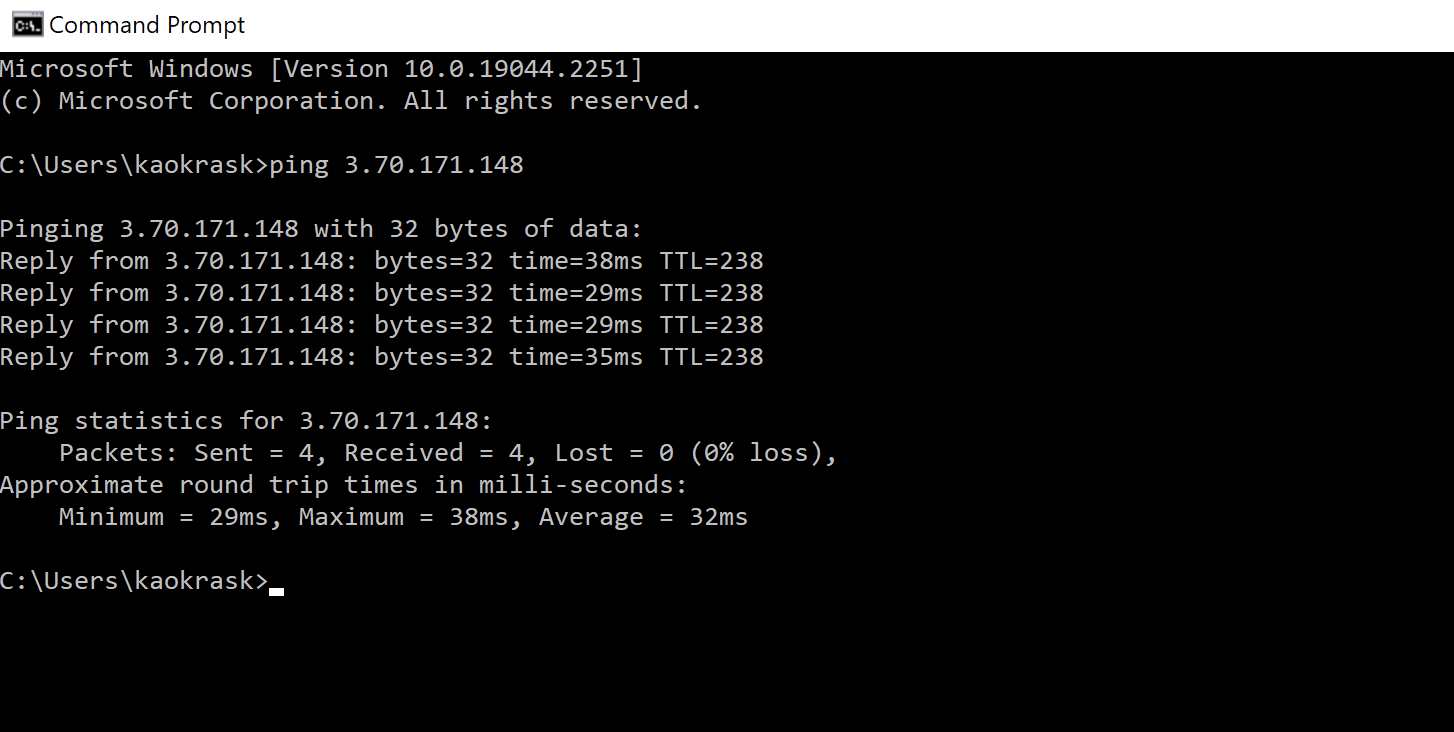 Command Prompt
Microsoft Windows [Version 10.0.19044.2251]
(c) Microsoft Corporation. All rights reserved.
C:\Users\kaokrask>ping 3.70.171.148
Pinging 3.70.171.148 with 32 bytes of data:
Reply from 3.70.171.148: bytes=32 time=38ms TTL=238
Reply from 3.70.171.148: bytes=32 time=29ms TTL=238
Reply from 3.70.171.148: bytes=32 time=29ms TTL=238
Reply from 3.70.171.148: bytes=32 time=35ms TTL=238
Ping statistics for 3.70.171.148:
    Packets: Sent = 4, Received = 4, Lost = 0 (0% loss),
Approximate round trip times in milli-seconds:
    Minimum = 29ms, Maximum = 38ms, Average = 32ms
C:\Users\kaokrask>